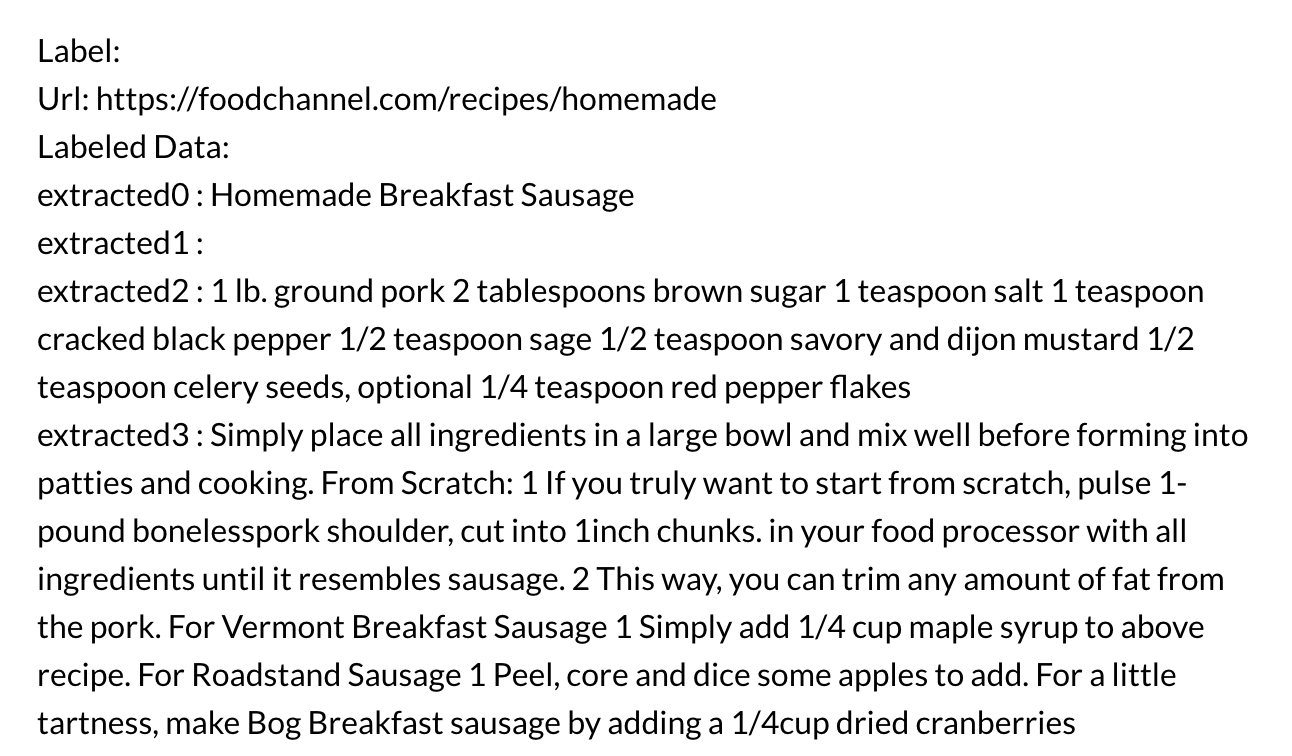 Label:
Url: https://foodchannel.com/recipes/homemade
Labeled Data:
extracted0 : Homemade Breakfast Sausage
extracted1 :
extracted2 : 1 lb. ground pork 2 tablespoons brown sugar 1 teaspoon salt 1 teaspoon
cracked black pepper 1/2 teaspoon sage 1/2 teaspoon savory and dijon mustard 1/2
teaspoon celery seeds, optional 1/4 teaspoon red pepper flakes
extracted3 : Simply place all ingredients in a large bowl and mix well before forming into
patties and cooking. From Scratch: 1 If you truly want to start from scratch, pulse 1-
pound bonelesspork shoulder, cut into 1inch chunks. in your food processor with all
ingredients until it resembles sausage. 2 This way, you can trim any amount of fat from
the pork. For Vermont Breakfast Sausage 1 Simply add 1/4 cup maple syrup to above
recipe. For Roadstand Sausage 1 Peel, core and dice some apples to add. For a little
tartness, make Bog Breakfast sausage by adding a 1/4cup dried cranberries